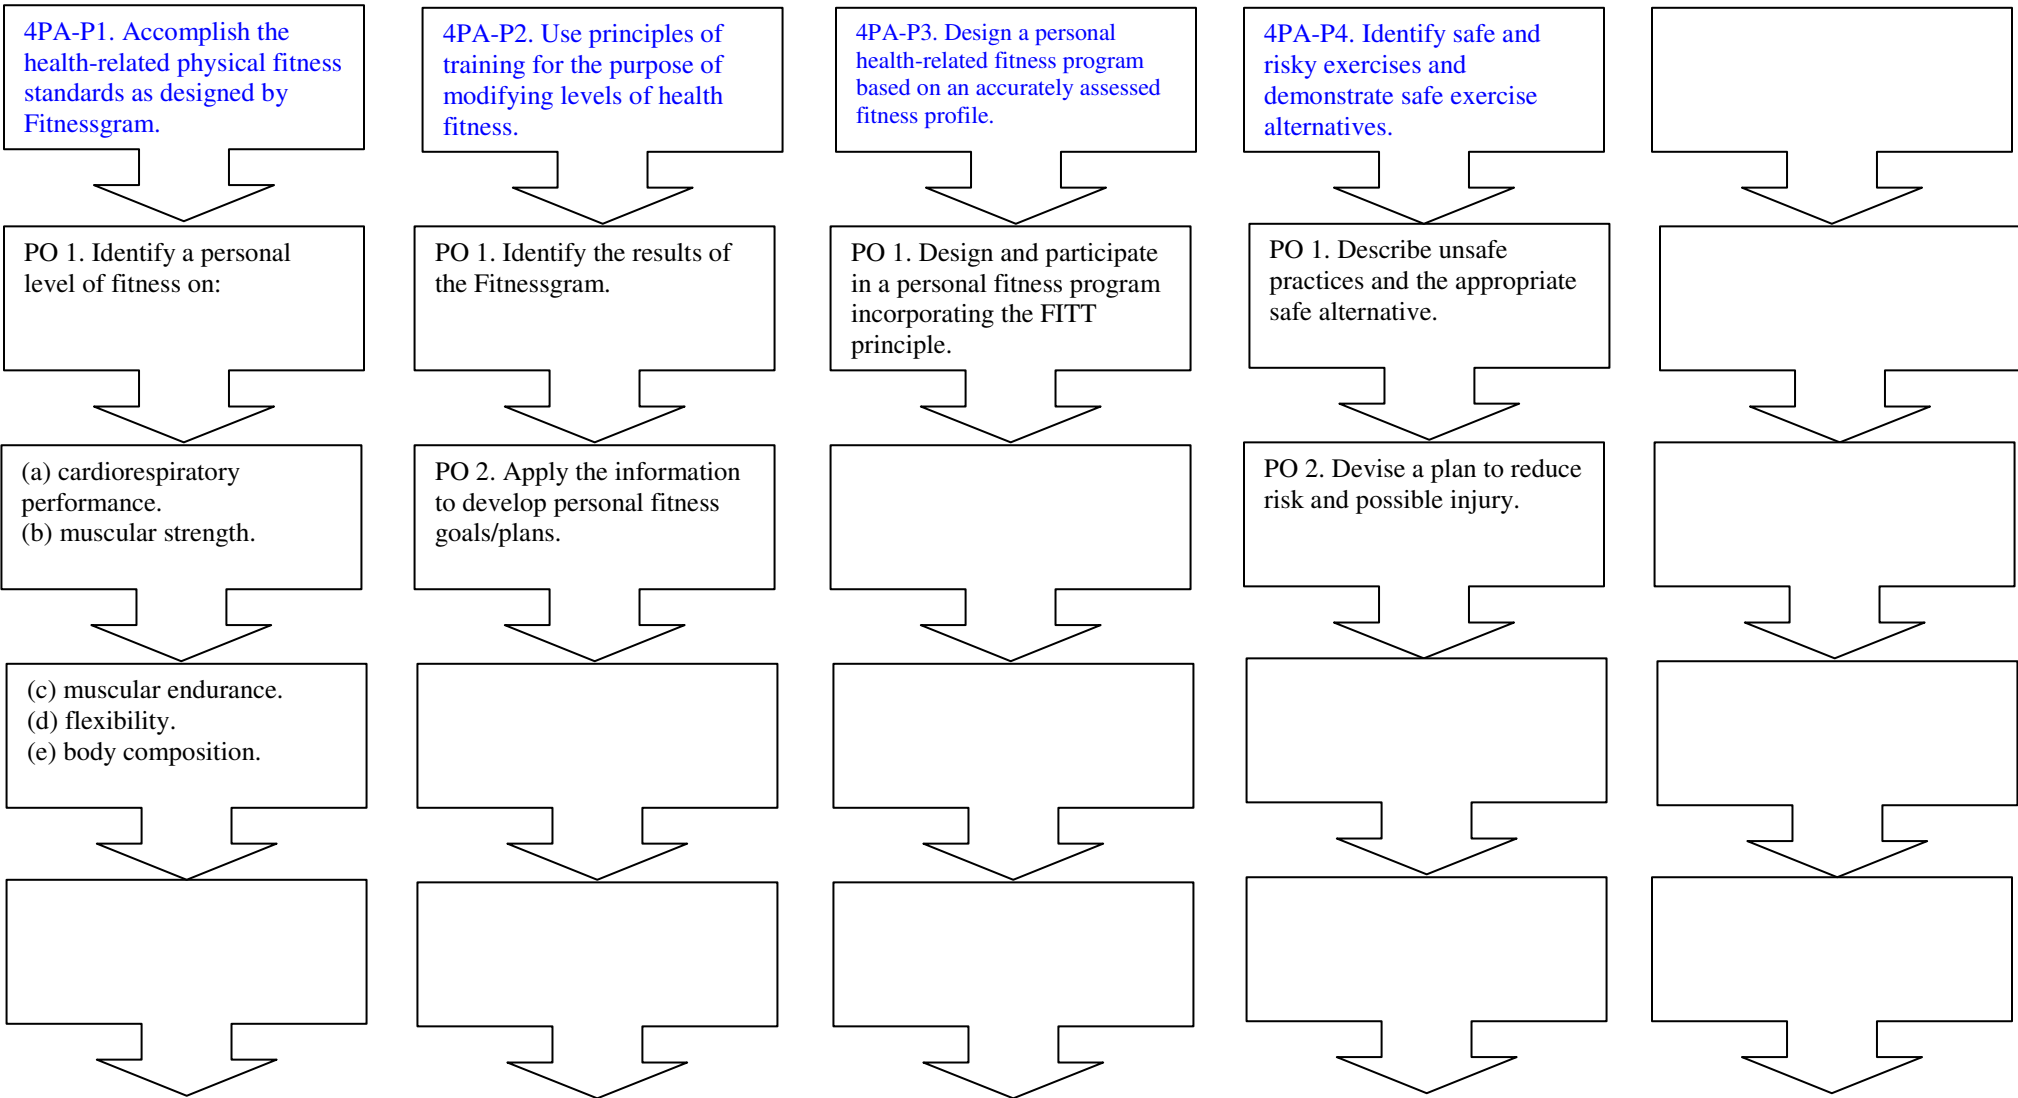 4PA-P1. Accomplish the
health-related physical fitness
standards as designed by
Fitnessgram.
4PA-P2. Use principles of
training for the purpose of
modifying levels of health
fitness.
4PA-P3. Design a personal
health-related fitness program
based on an accurately assessed
fitness profile.
4PA-P4. Identify safe and
risky exercises and
demonstrate safe exercise
alternatives.
PO 1. Identify a personal
level of fitness on:
PO 1. Identify the results of
the Fitnessgram.
PO 1. Design and participate
in a personal fitness program
incorporating the FITT
principle.
PO 1. Describe unsafe
practices and the appropriate
safe alternative.
(a) cardiorespiratory
performance.
(b) muscular strength.
PO 2. Apply the information
to develop personal fitness
goals/plans.
PO 2. Devise a plan to reduce
risk and possible injury.
(c) muscular endurance.
(d) flexibility.
(e) body composition.